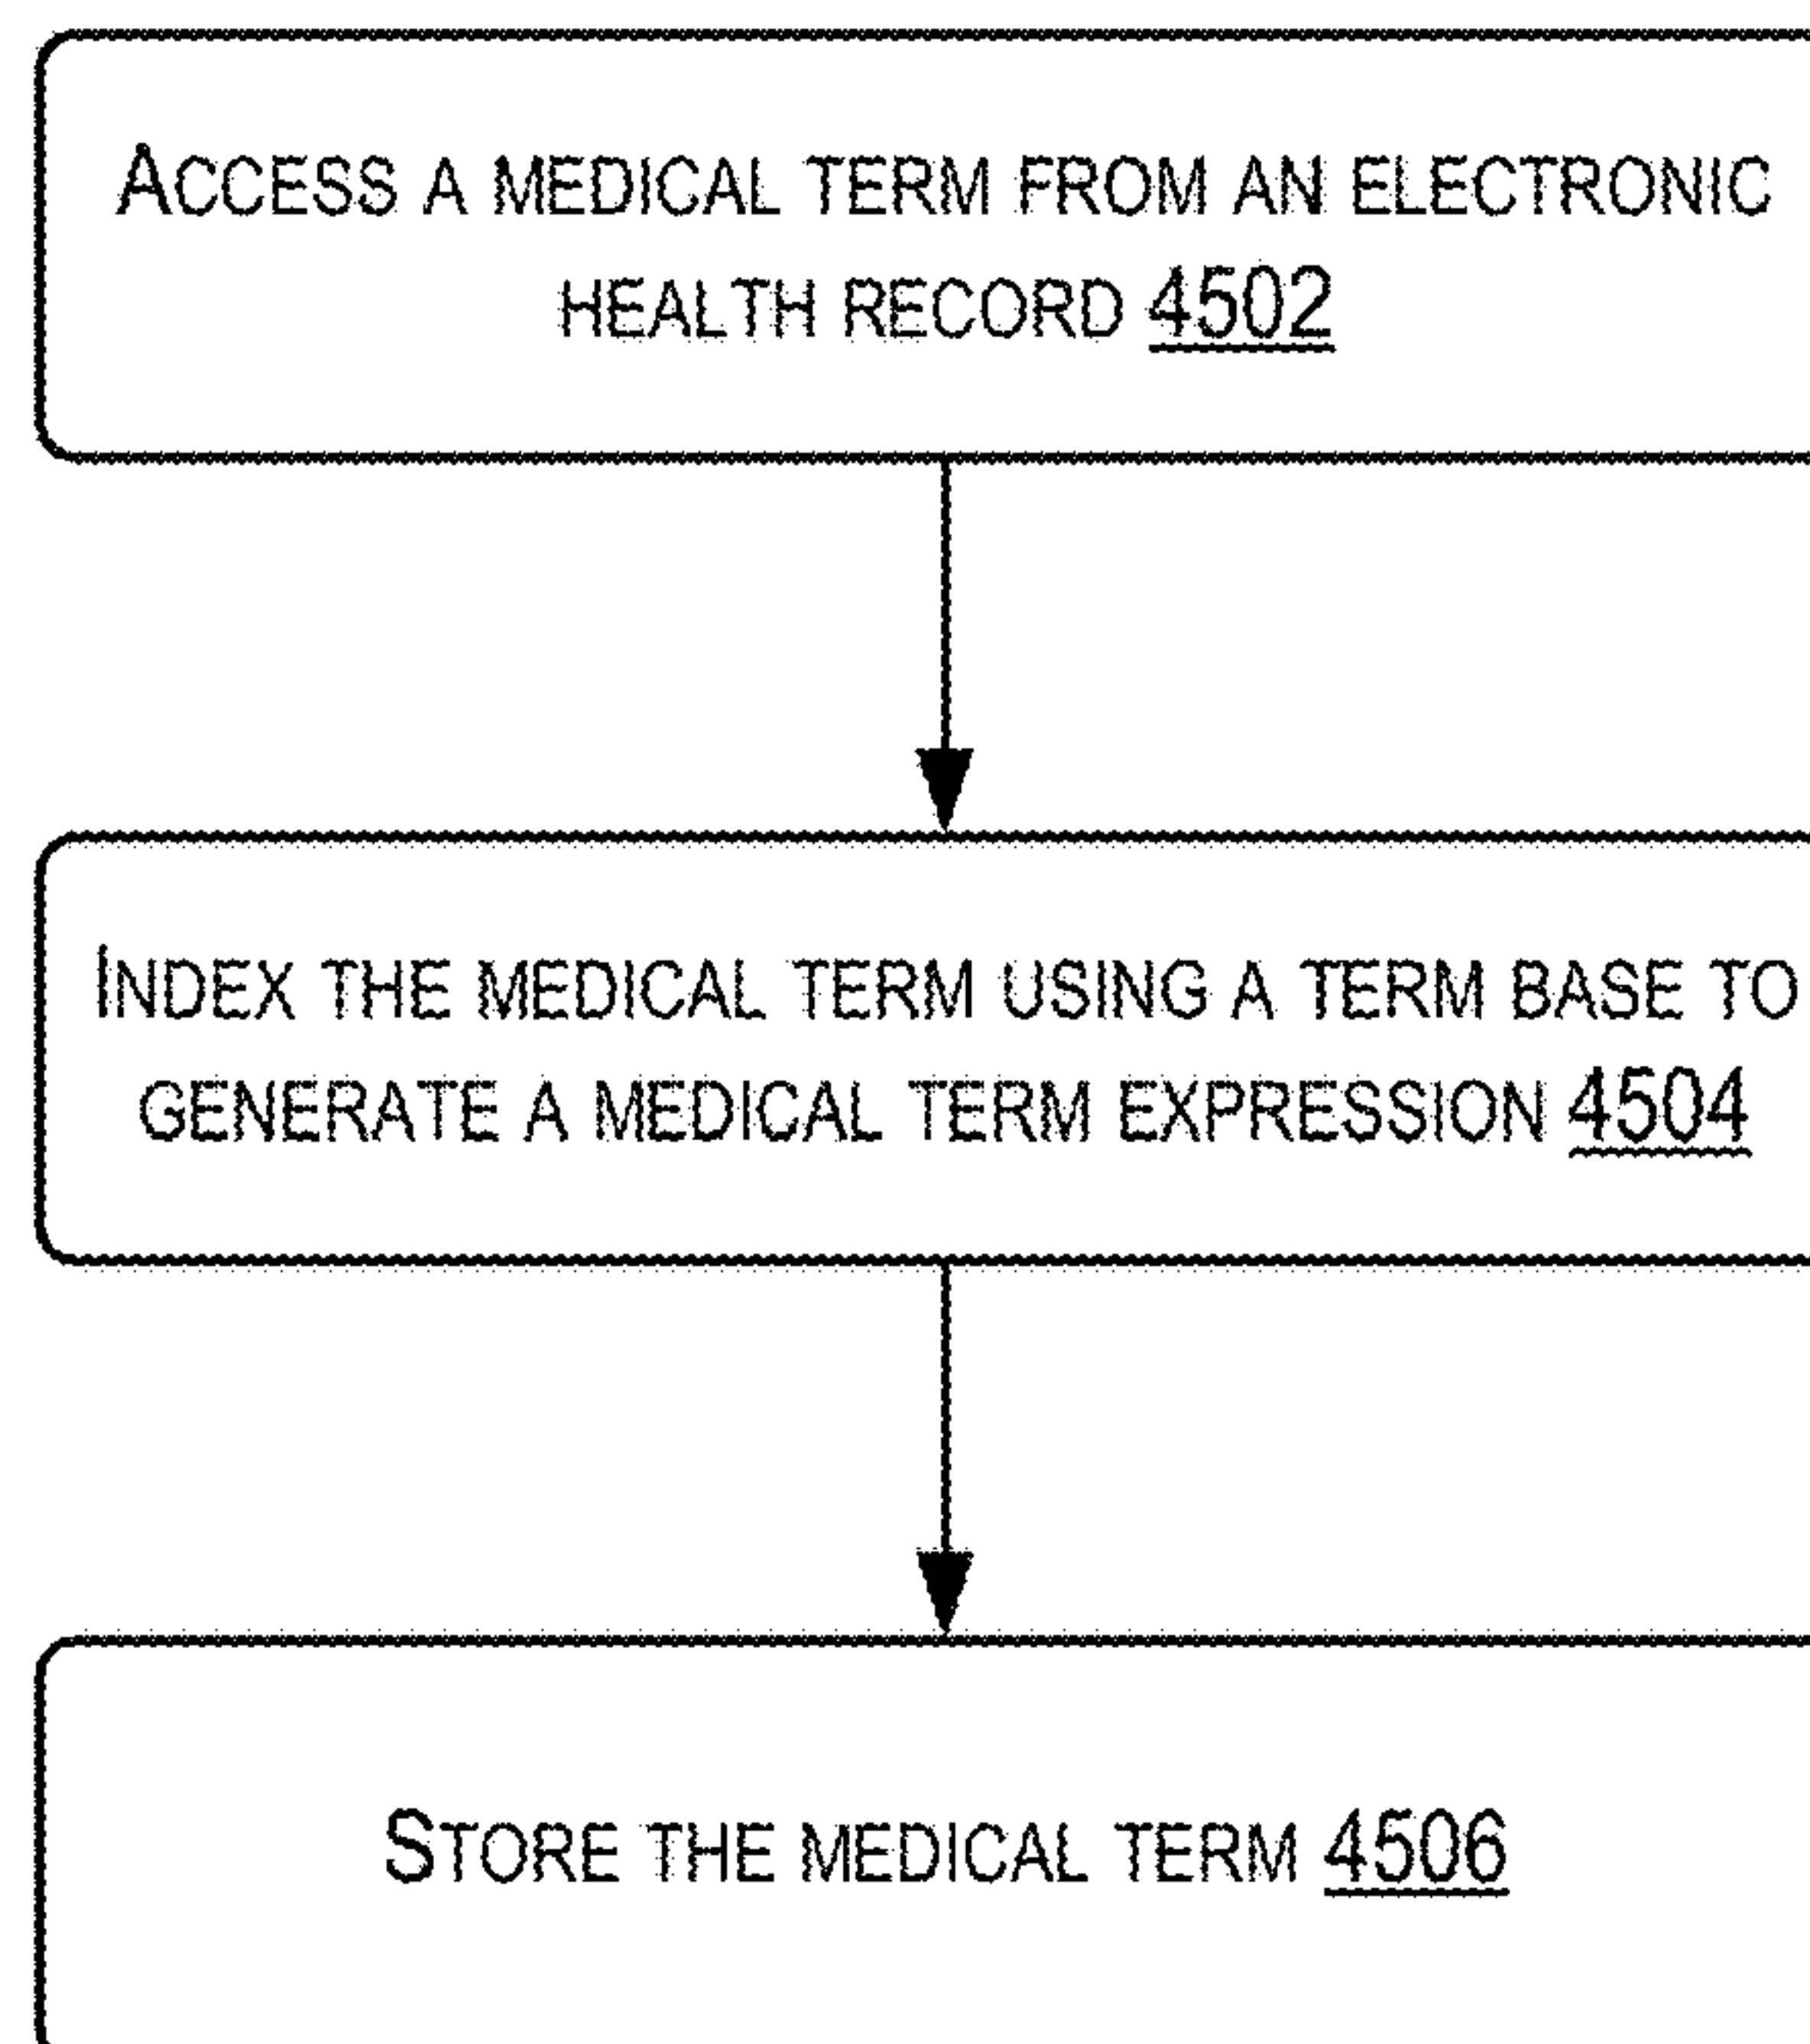 ACCESS A MEDICAL TERM FROM AN ELECTRONIC
HEALTH RECORD 4502
INDEX THE MEDICAL TERM USING A TERM BASE TO
GENERATE A MEDICAL TERM EXPRESSION 4504
STORE THE MEDICAL TERM 4506